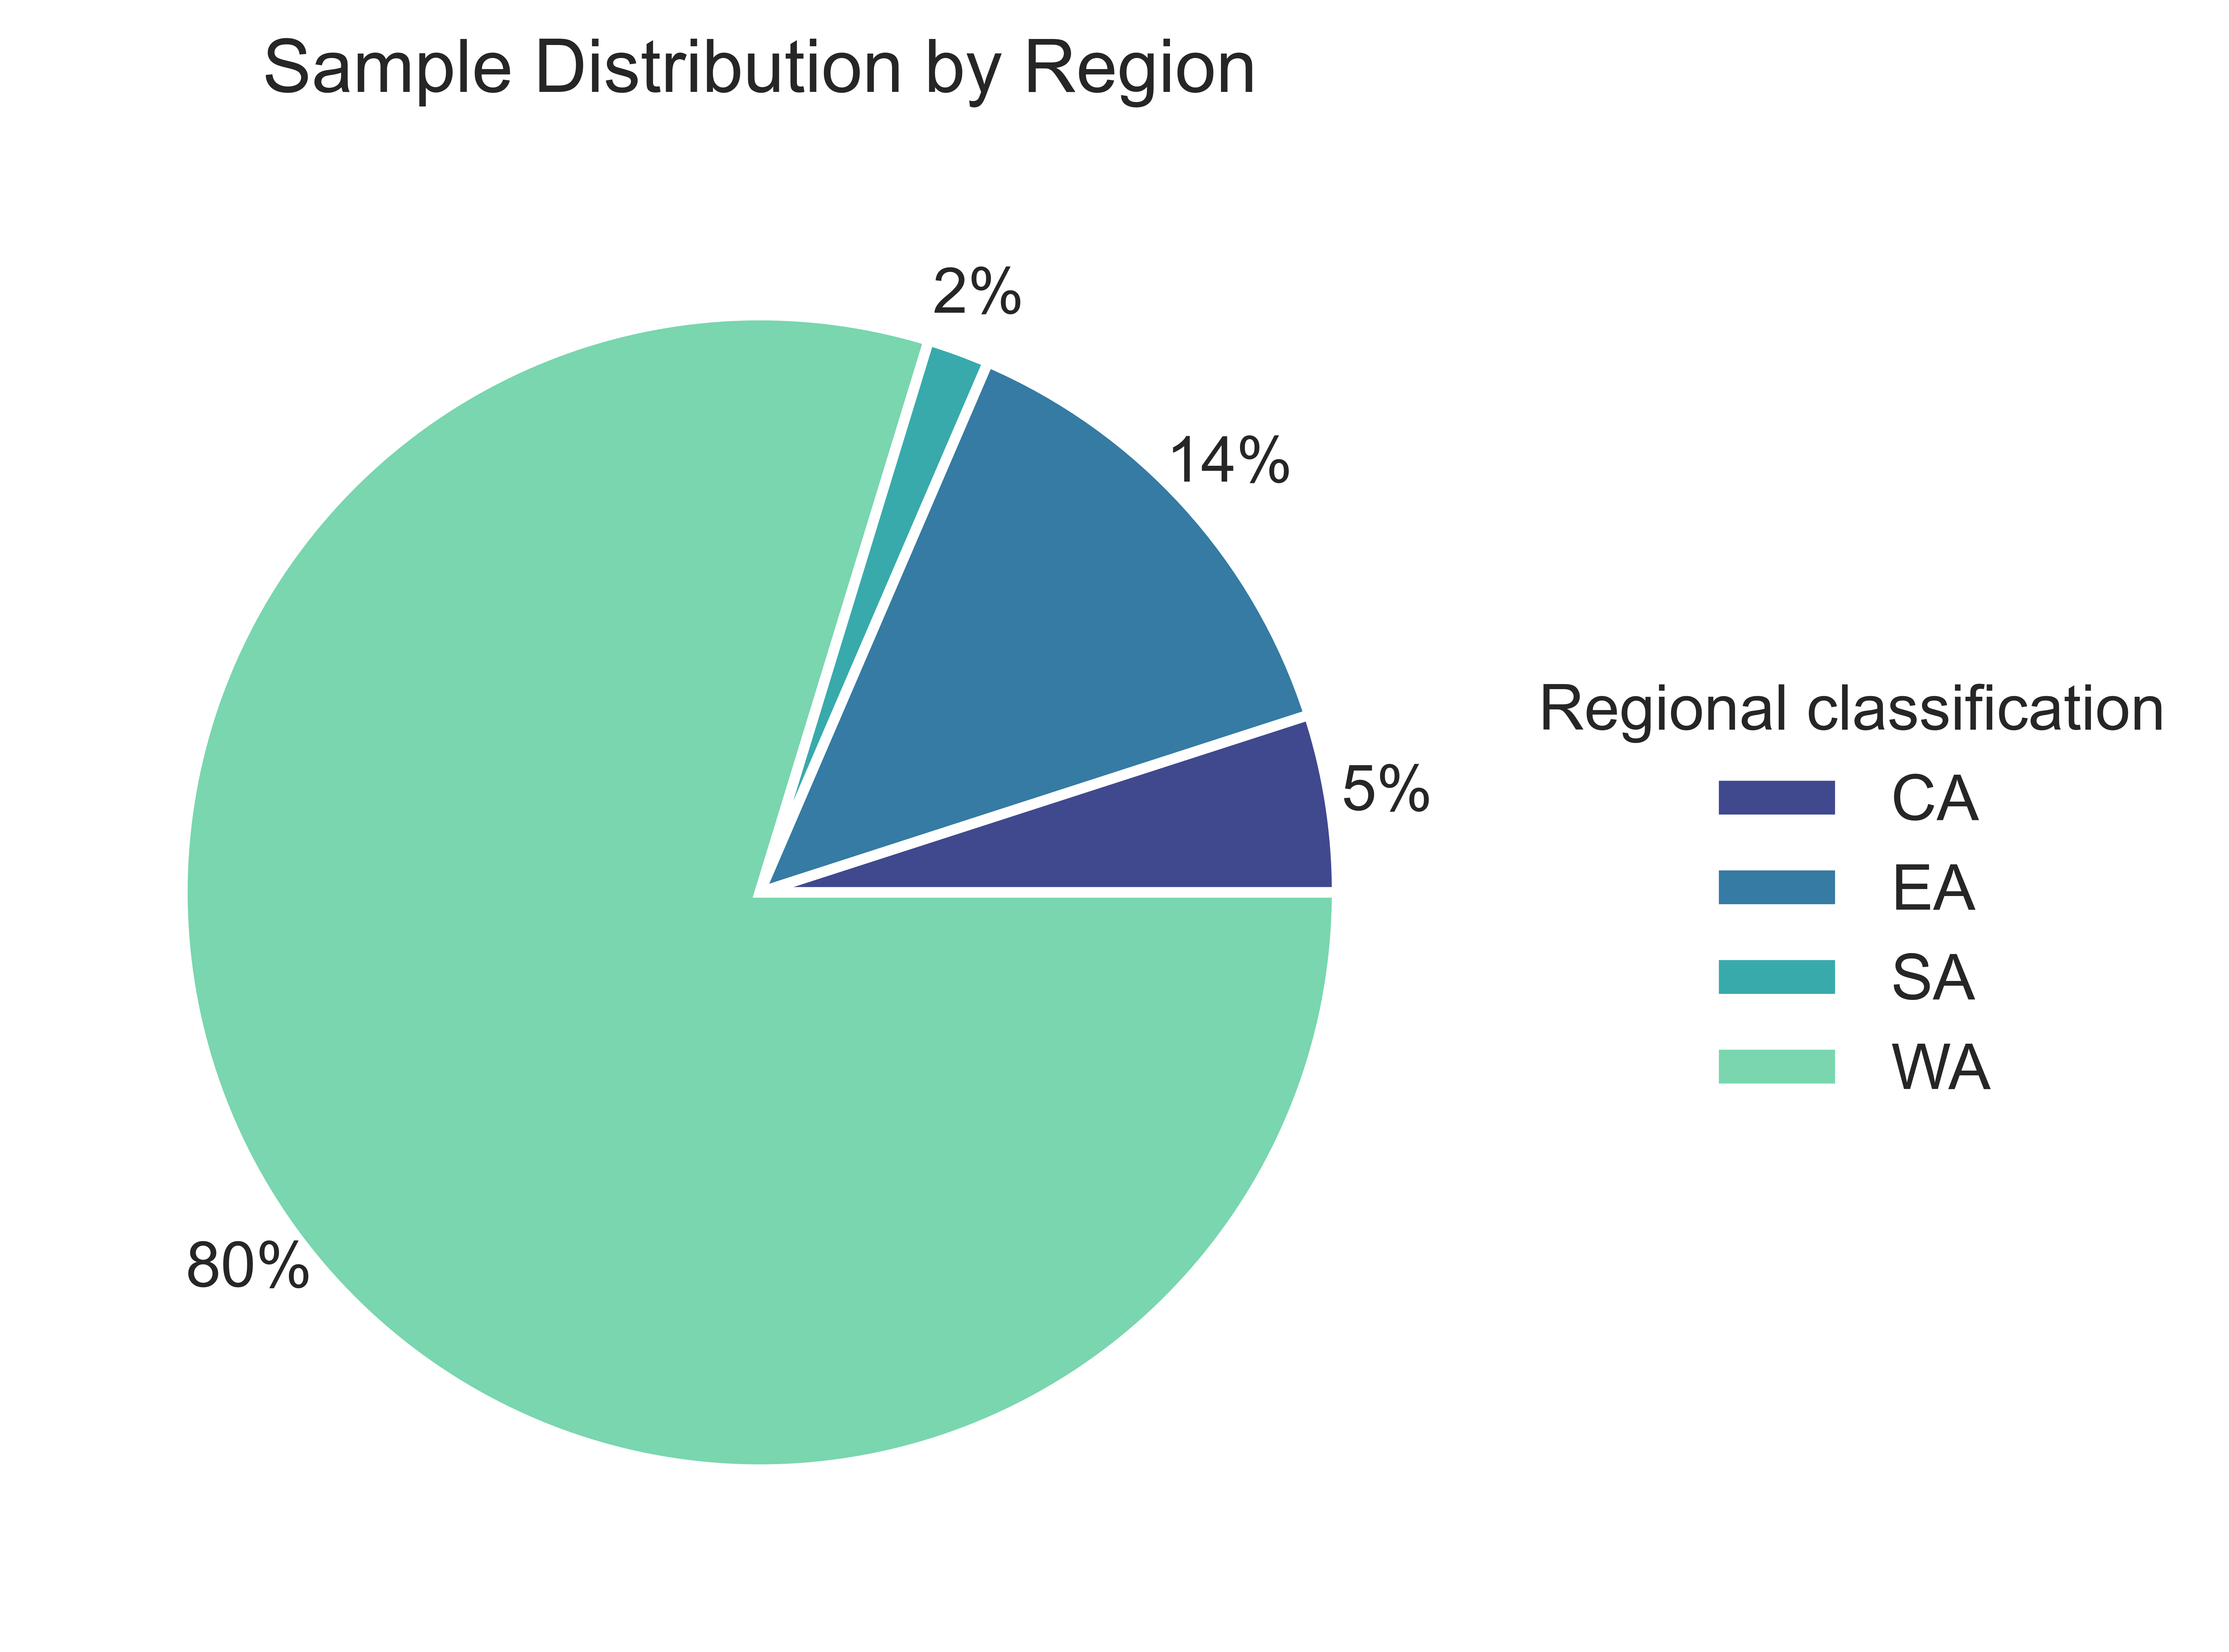 Sample Distribution by Region
2%
14%
5%
80%
Regional classification
CA
EA
SA
WA